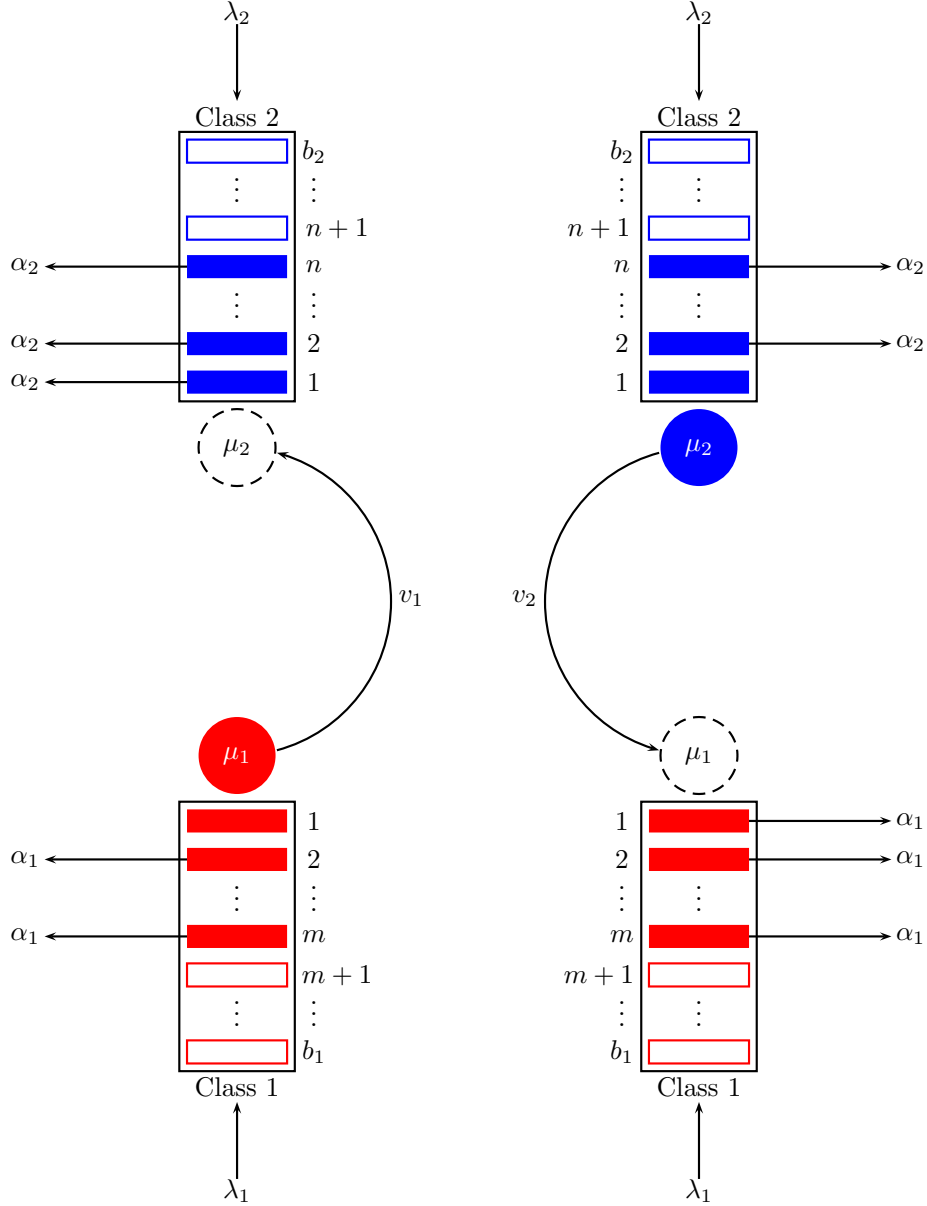 λ₂ λ₂
Class 2 Class 2
b₂ b₂
⋮ ⋮ ⋮ ⋮
n + 1 n + 1
α₂ n n α₂
⋮ ⋮ ⋮ ⋮
α₂ 2 2 α₂
α₂ 1 1
μ₂ μ₂
v₁ v₂
μ₁ μ₁
1 1 α₁
α₁ 2 2 α₁
⋮ ⋮ ⋮ ⋮
α₁ m m α₁
m + 1 m + 1
⋮ ⋮ ⋮ ⋮
b₁ b₁
Class 1 Class 1
λ₁ λ₁